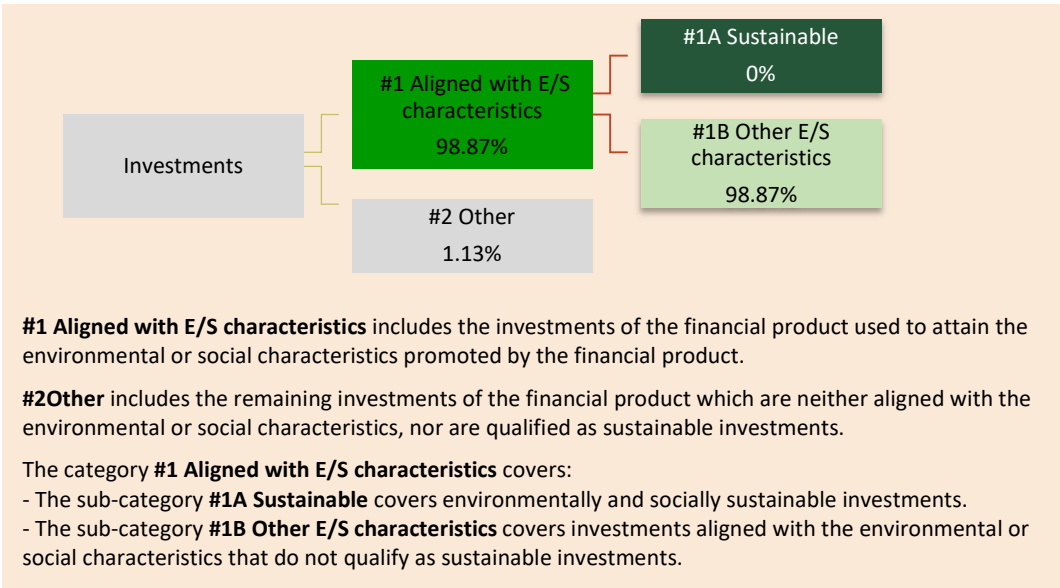 #1A Sustainable
0%
#1 Aligned with E/S
characteristics
98.87%
#1B Other E/S
characteristics
98.87%
Investments
#2 Other
1.13%
#1 Aligned with E/S characteristics includes the investments of the financial product used to attain the
environmental or social characteristics promoted by the financial product.
#2Other includes the remaining investments of the financial product which are neither aligned with the
environmental or social characteristics, nor are qualified as sustainable investments.
The category #1 Aligned with E/S characteristics covers:
- The sub-category #1A Sustainable covers environmentally and socially sustainable investments.
- The sub-category #1B Other E/S characteristics covers investments aligned with the environmental or
social characteristics that do not qualify as sustainable investments.